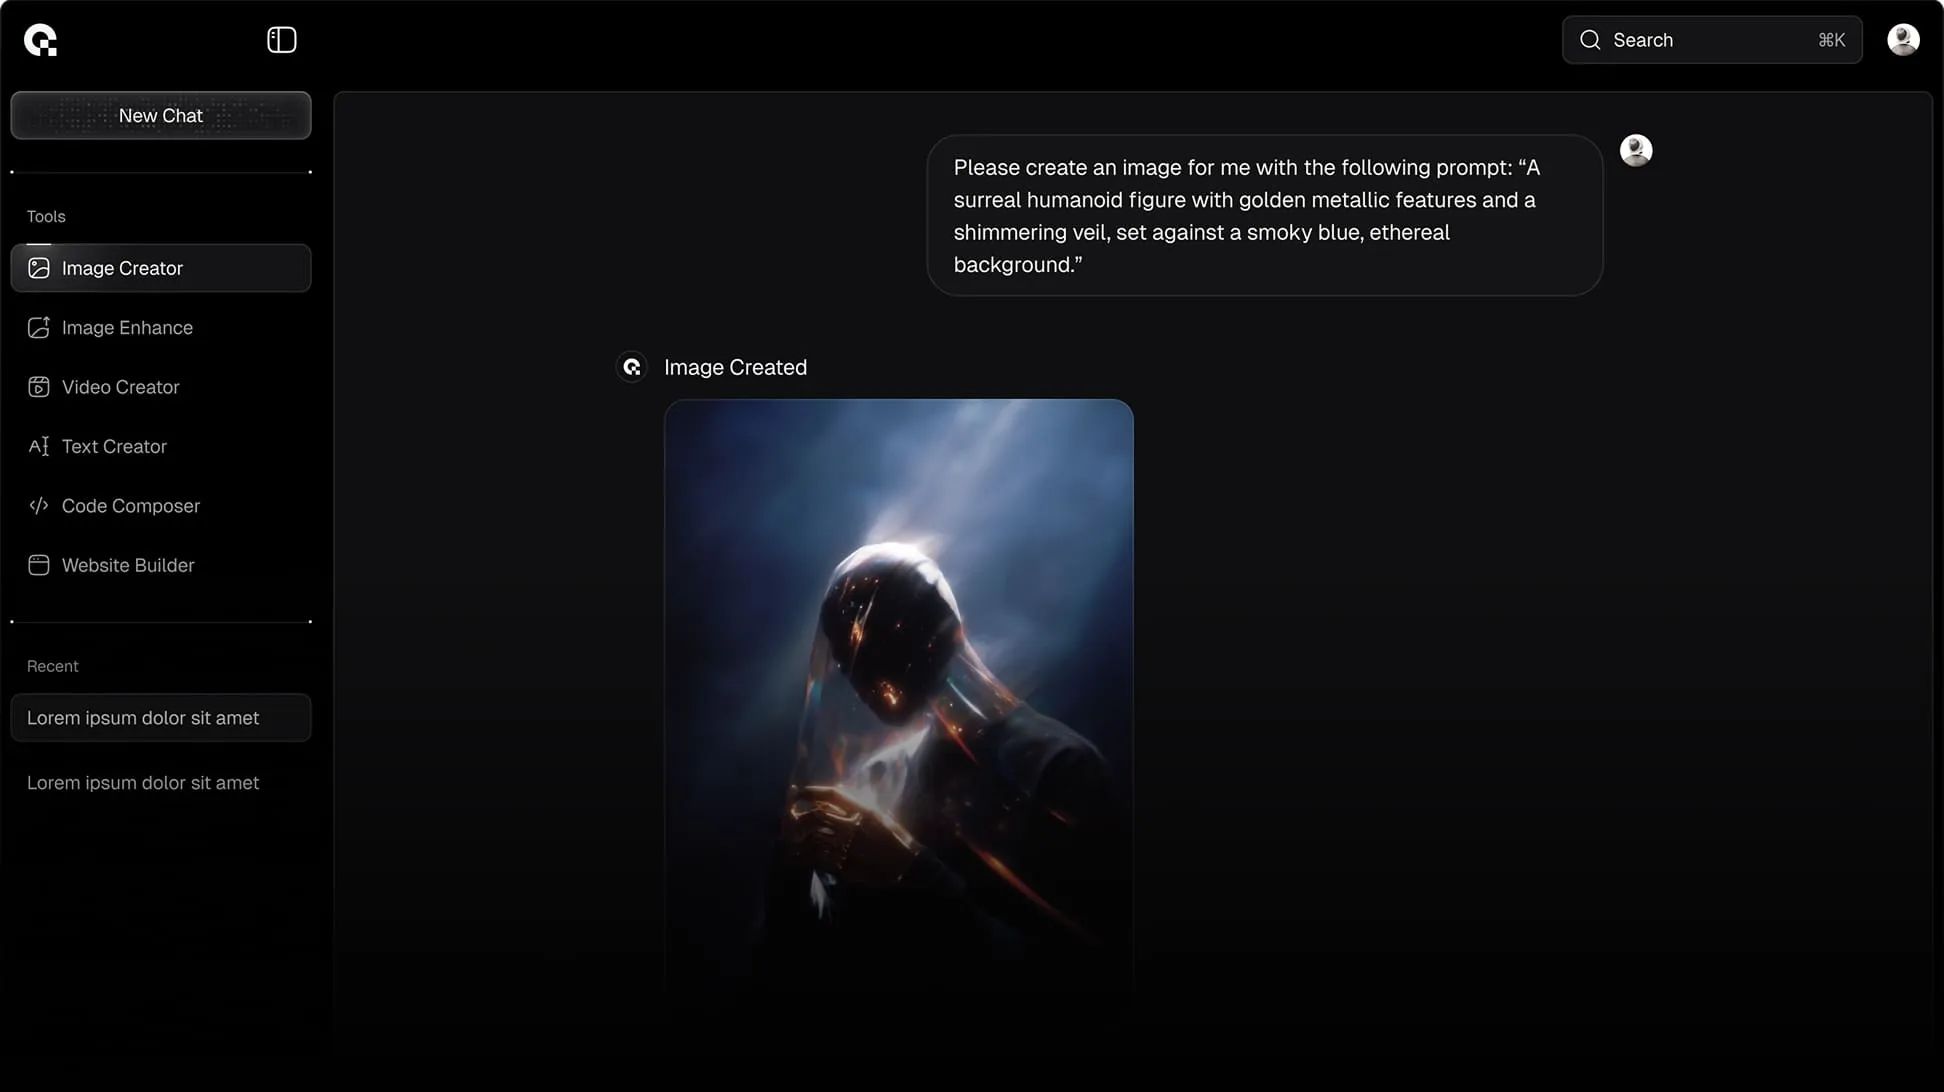 Search ⌘K
New Chat
Tools
Image Creator
Image Enhance
Video Creator
Text Creator
Code Composer
Website Builder
Recent
Lorem ipsum dolor sit amet
Lorem ipsum dolor sit amet
Please create an image for me with the following prompt: “A
surreal humanoid figure with golden metallic features and a
shimmering veil, set against a smoky blue, ethereal
background.”
Image Created